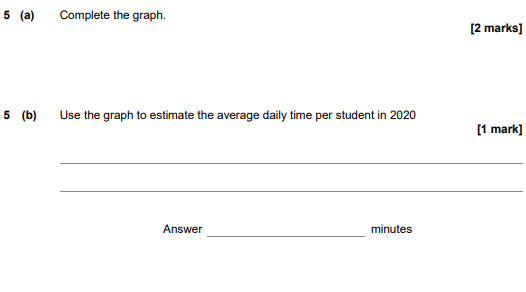 5 (a) Complete the graph.
[2 marks]
5 (b) Use the graph to estimate the average daily time per student in 2020
[1 mark]
Answer minutes